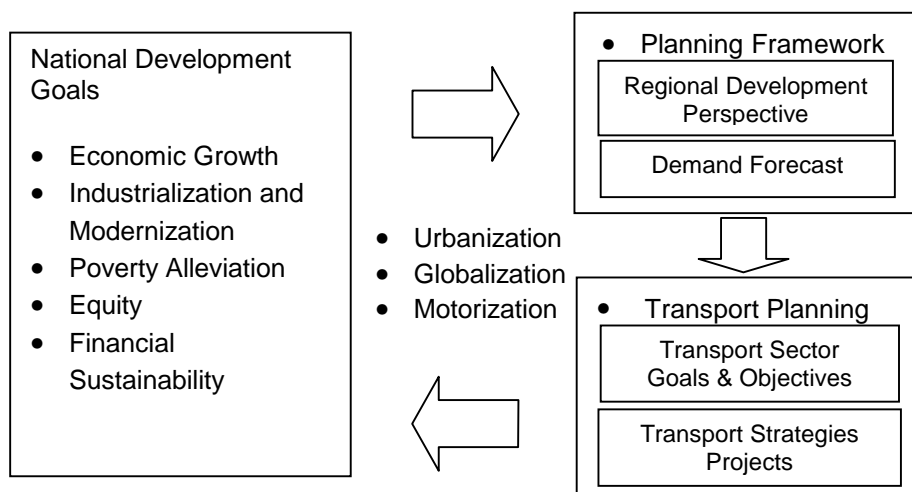 National Development
Goals
• Economic Growth
• Industrialization and
Modernization
• Poverty Alleviation
• Equity
• Financial
Sustainability
• Urbanization
• Globalization
• Motorization
• Planning Framework
Regional Development
Perspective
Demand Forecast
• Transport Planning
Transport Sector
Goals & Objectives
Transport Strategies
Projects